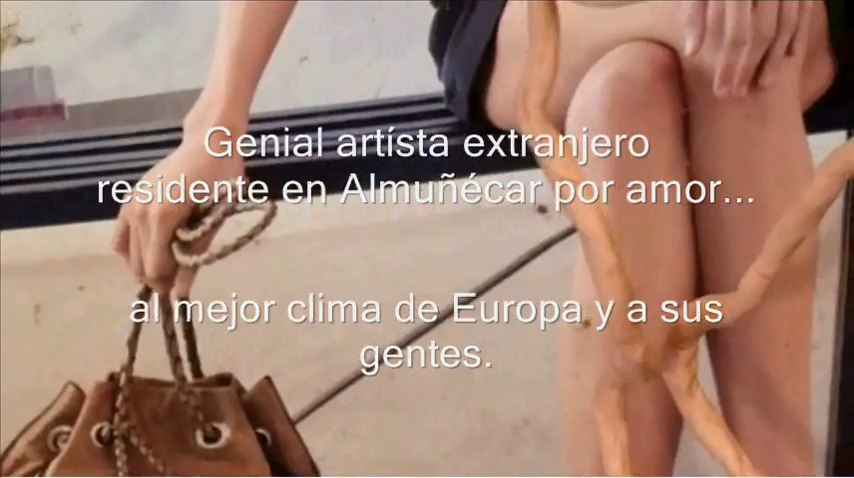 Genial artísta extranjero
residente en Almuñécar por amor...
al mejor clima de Europa y a sus
gentes.